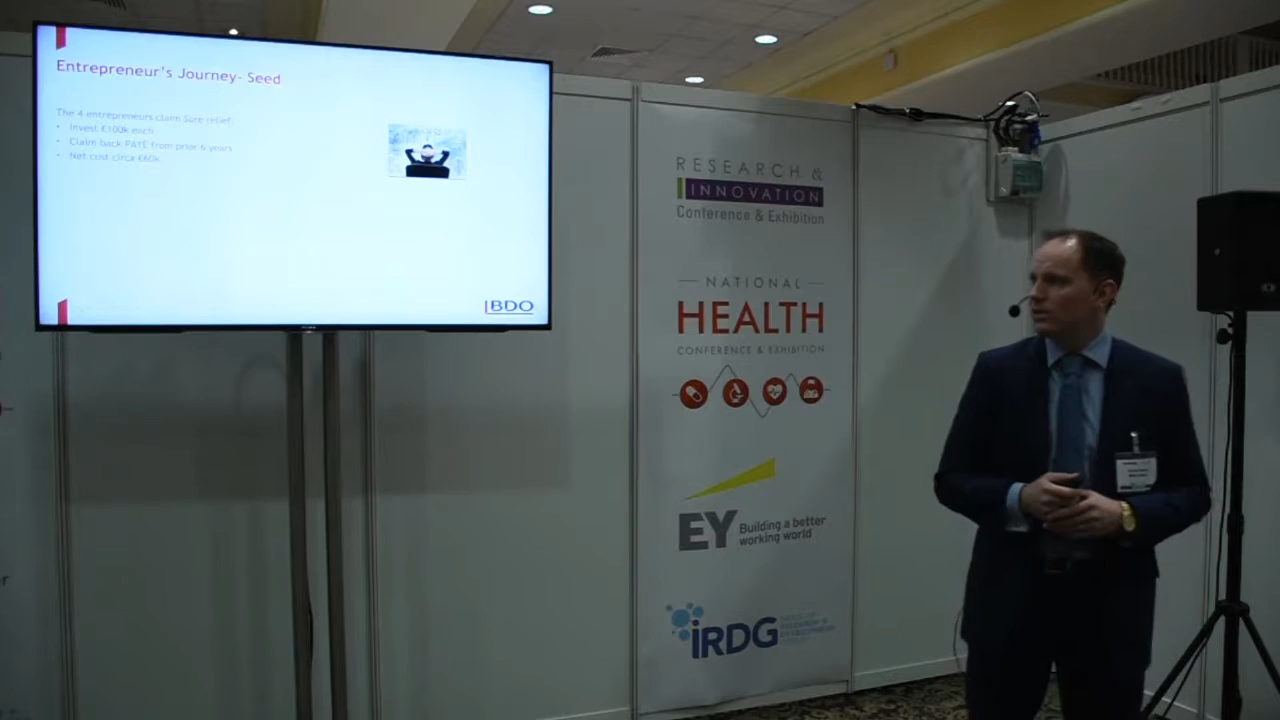 Entrepreneur's Journey- Seed
The 4 entrepreneurs claim Sure relief:
• Invest €100k each
• Claim back PAYE from prior 6 years
• Net cost circa €60k
BDO
RESEARCH &
INNOVATION
Conference & Exhibition
NATIONAL
HEALTH
CONFERENCE & EXHIBITION
EY
Building a better
working world
iRDG